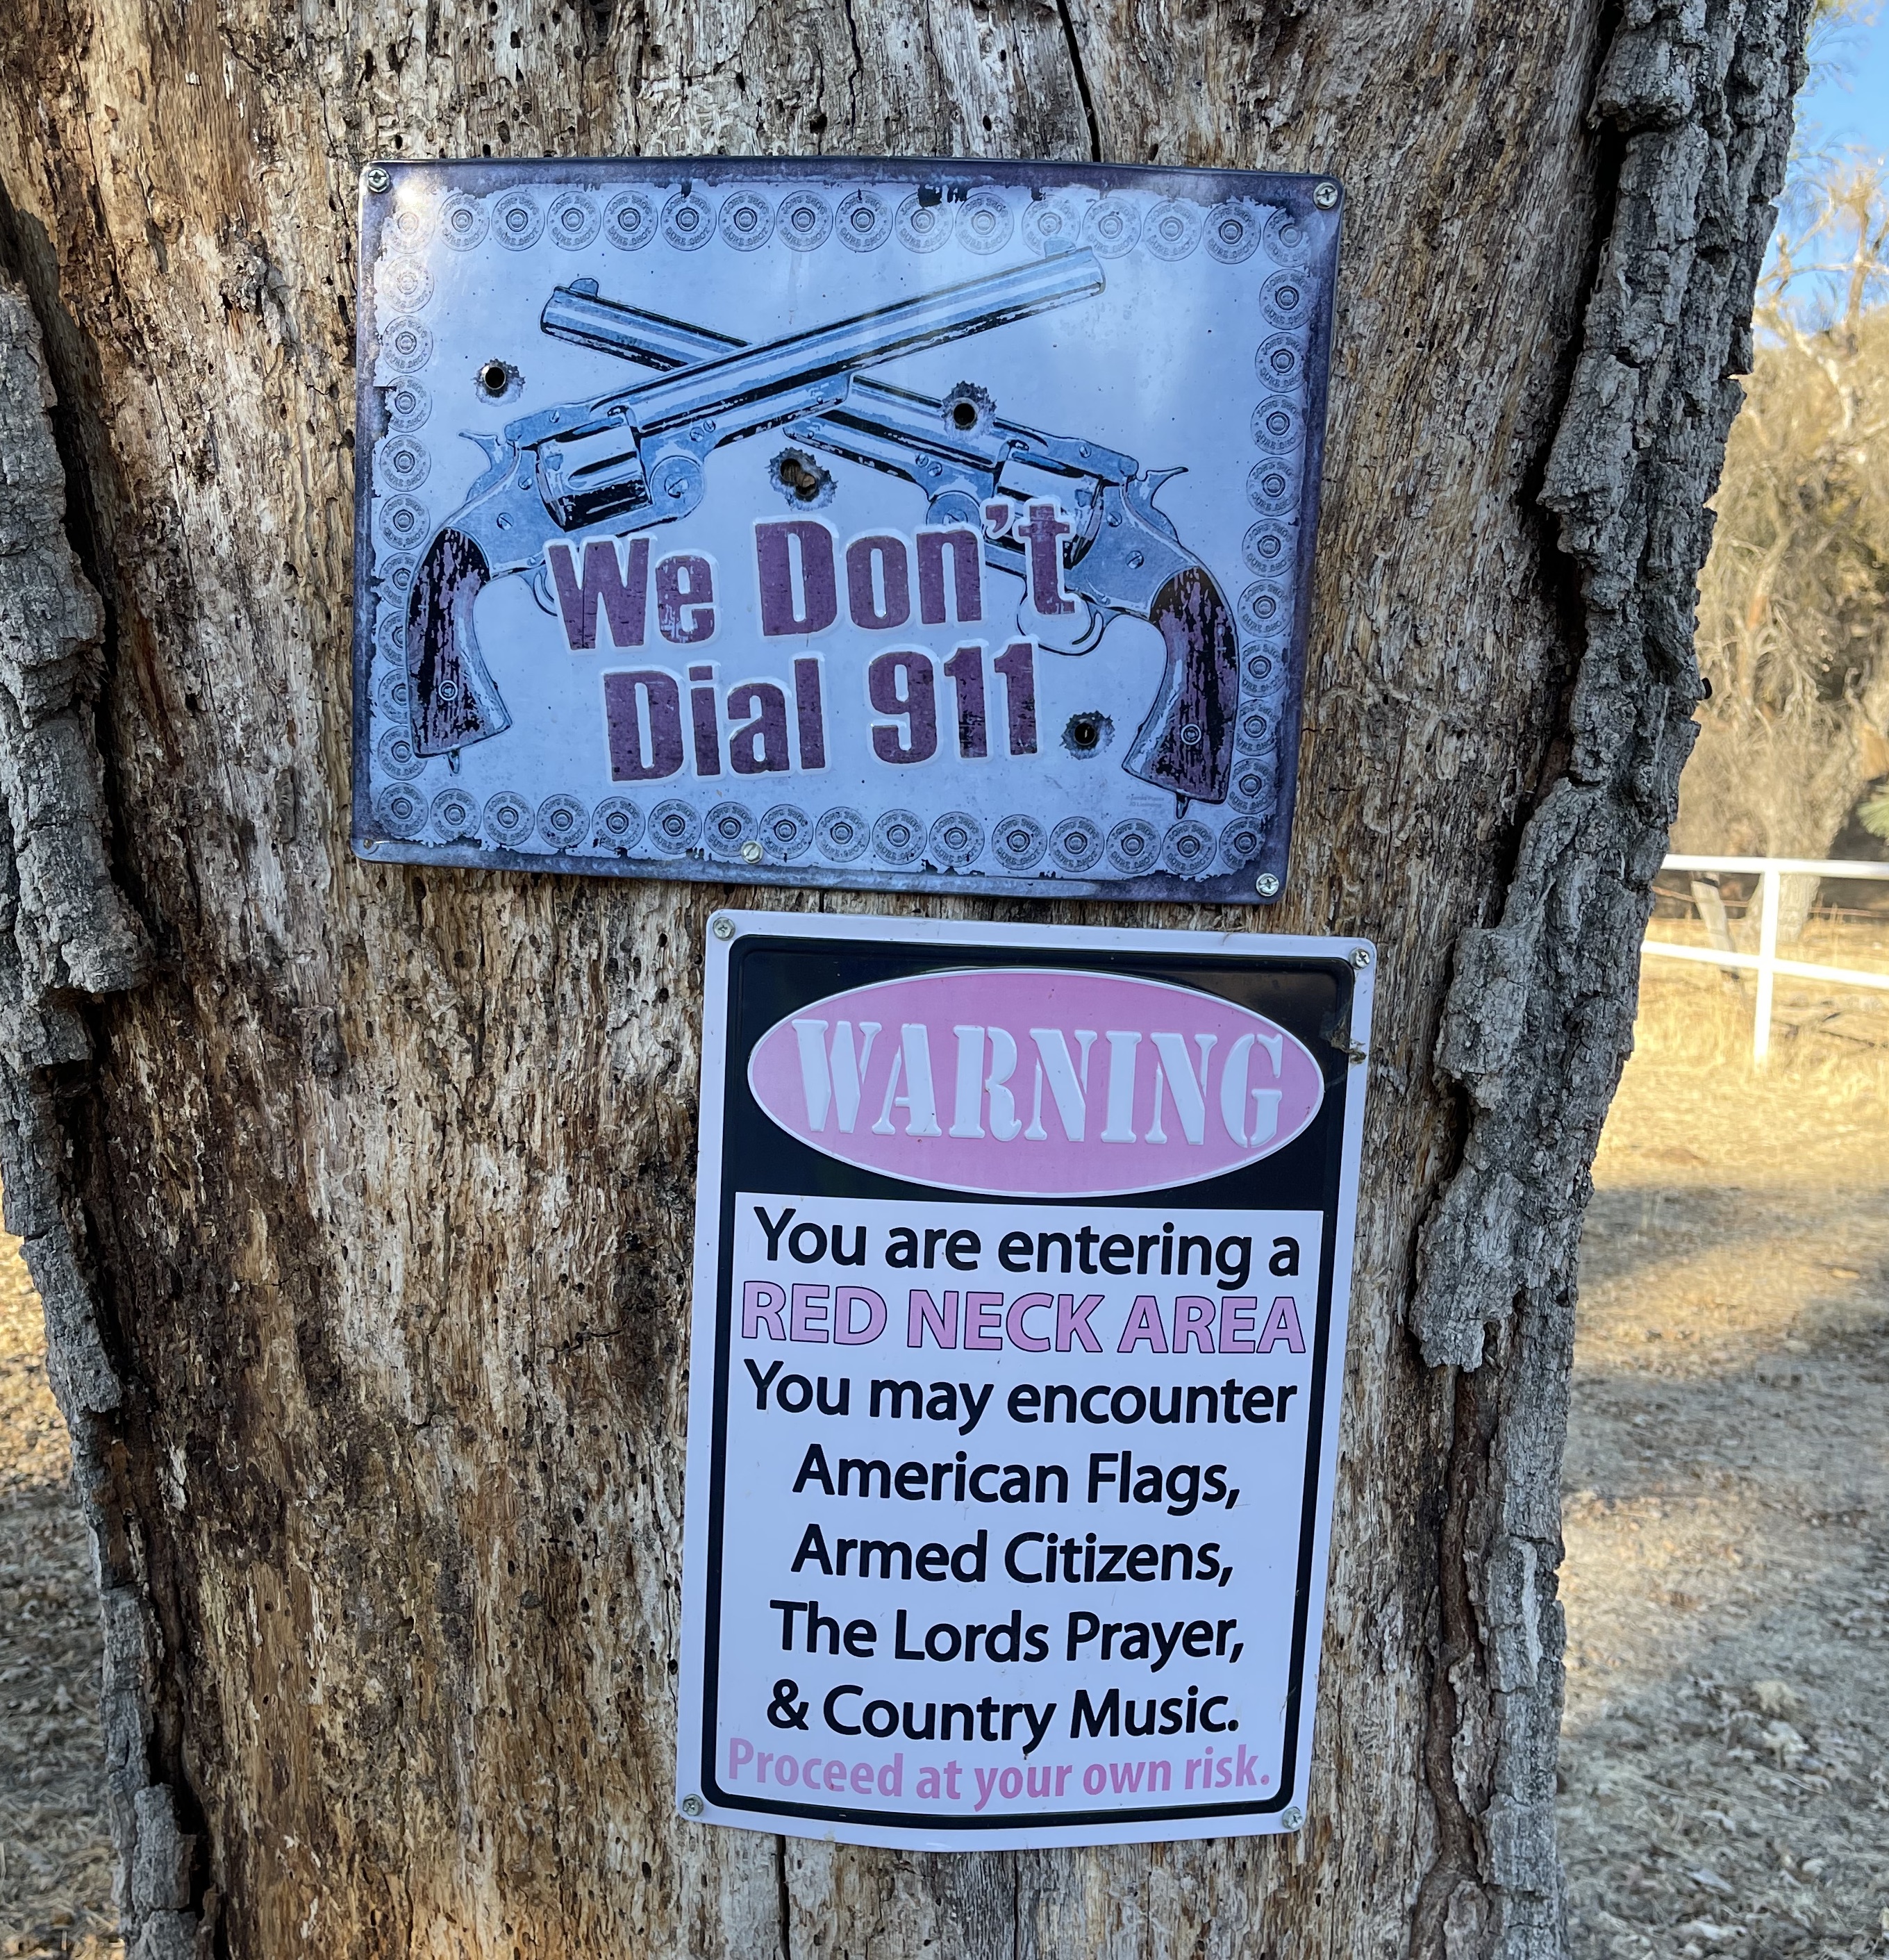 We Don't
Dial 911
WARNING
You are entering a
RED NECK AREA
You may encounter
American Flags,
Armed Citizens,
The Lords Prayer,
& Country Music.
Proceed at your own risk.